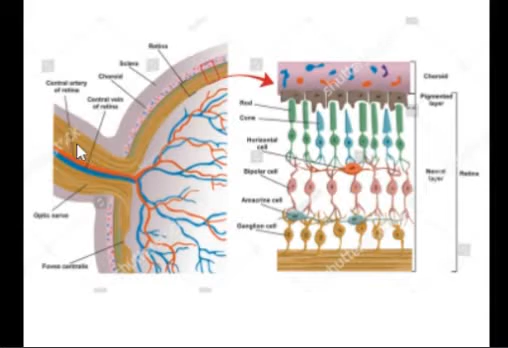 Retina
Sclera
Choroid
Central artery
of retina
Central vein
of retina
Optic nerve
Fovea centralis
Choroid
Pigmented
layer
Rod
Cone
Horizontal
cell
Bipolar cell
Neural
layer
Retina
Amacrine cell
Ganglion cell